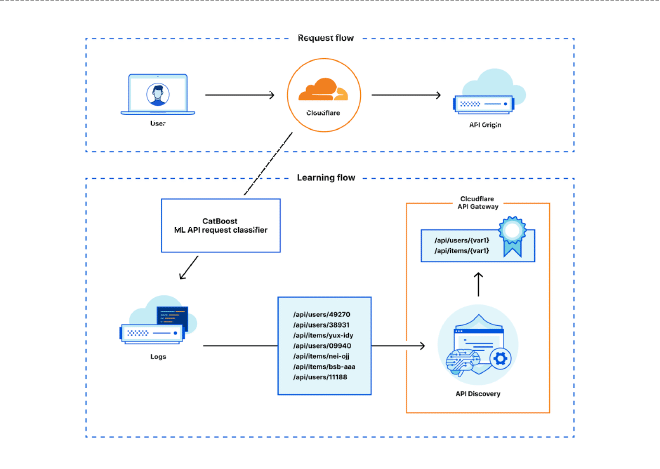 Request flow
User
Cloudflare
API Origin
Learning flow
CatBoost
ML API request classifier
Logs
/api/users/49270
/api/users/38931
/api/items/yux-idy
/api/users/09940
/api/items/nei-ojj
/api/items/bsb-aaa
/api/users/11188
Cloudflare
API Gateway
/api/users/{var1}
/api/items/{var1}
API Discovery